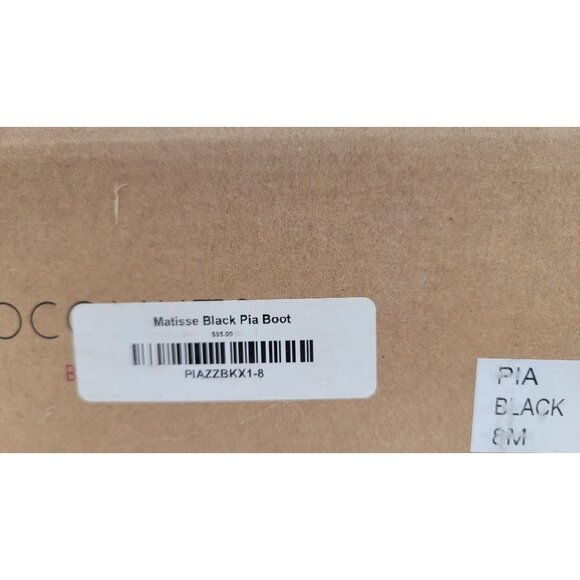 Matisse Black Pia Boot
$95.00
PIAZZBKX1-8
PIA
BLACK
8M